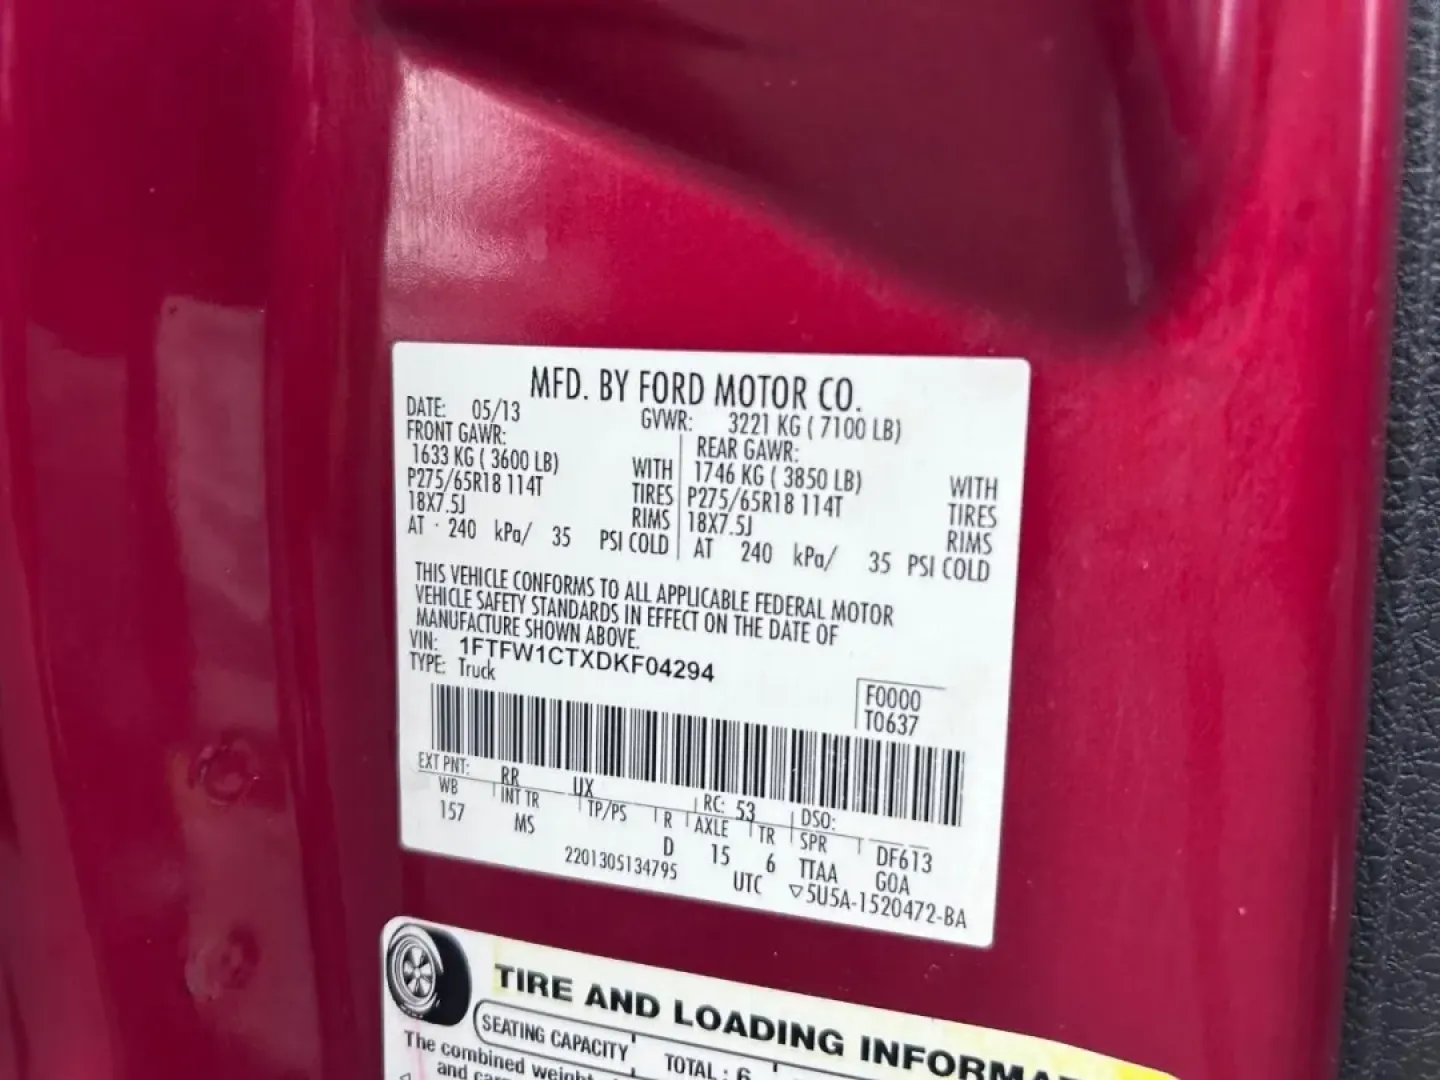 MFD. BY FORD MOTOR CO.
DATE: 05/13 GVWR: 3221 KG ( 7100 LB)
FRONT GAWR: REAR GAWR:
1633 KG ( 3600 LB) WITH 1746 KG ( 3850 LB) WITH
P275/65R18 114T TIRES P275/65R18 114T TIRES
18X7.5J RIMS 18X7.5J RIMS
AT 240 kPa/ 35 PSI COLD AT 240 kPa/ 35 PSI COLD
THIS VEHICLE CONFORMS TO ALL APPLICABLE FEDERAL MOTOR
VEHICLE SAFETY STANDARDS IN EFFECT ON THE DATE OF
MANUFACTURE SHOWN ABOVE.
VIN: 1FTFW1CTXDKF04294
TYPE: Truck
F0000
T0637
EXT PNT: RR UX RC: 53 DSO:
WB INT TR TP/PS R AXLE TR SPR DF613
157 MS D 15 6 TTAA GOA
2201305134795 UTC ▽5U5A-1520472-BA
TIRE AND LOADING INFORMA
SEATING CAPACITY TOTAL : 6
The combined weight
and